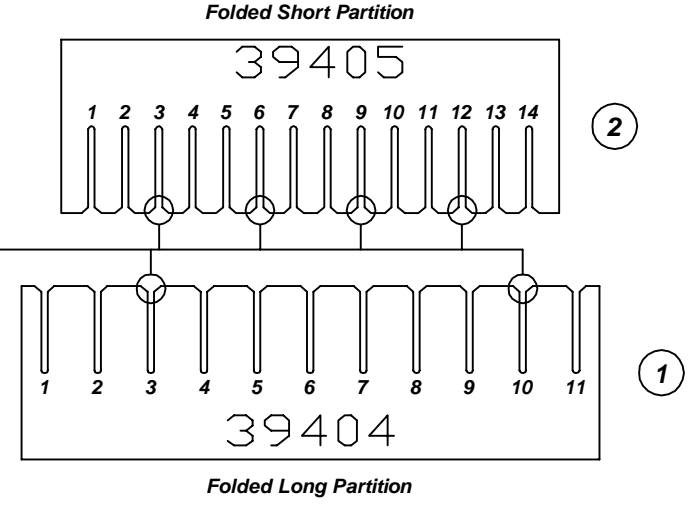 Folded Short Partition
39405
1 2 3 4 5 6 7 8 9 10 11 12 13 14
2
1 2 3 4 5 6 7 8 9 10 11
1
39404
Folded Long Partition